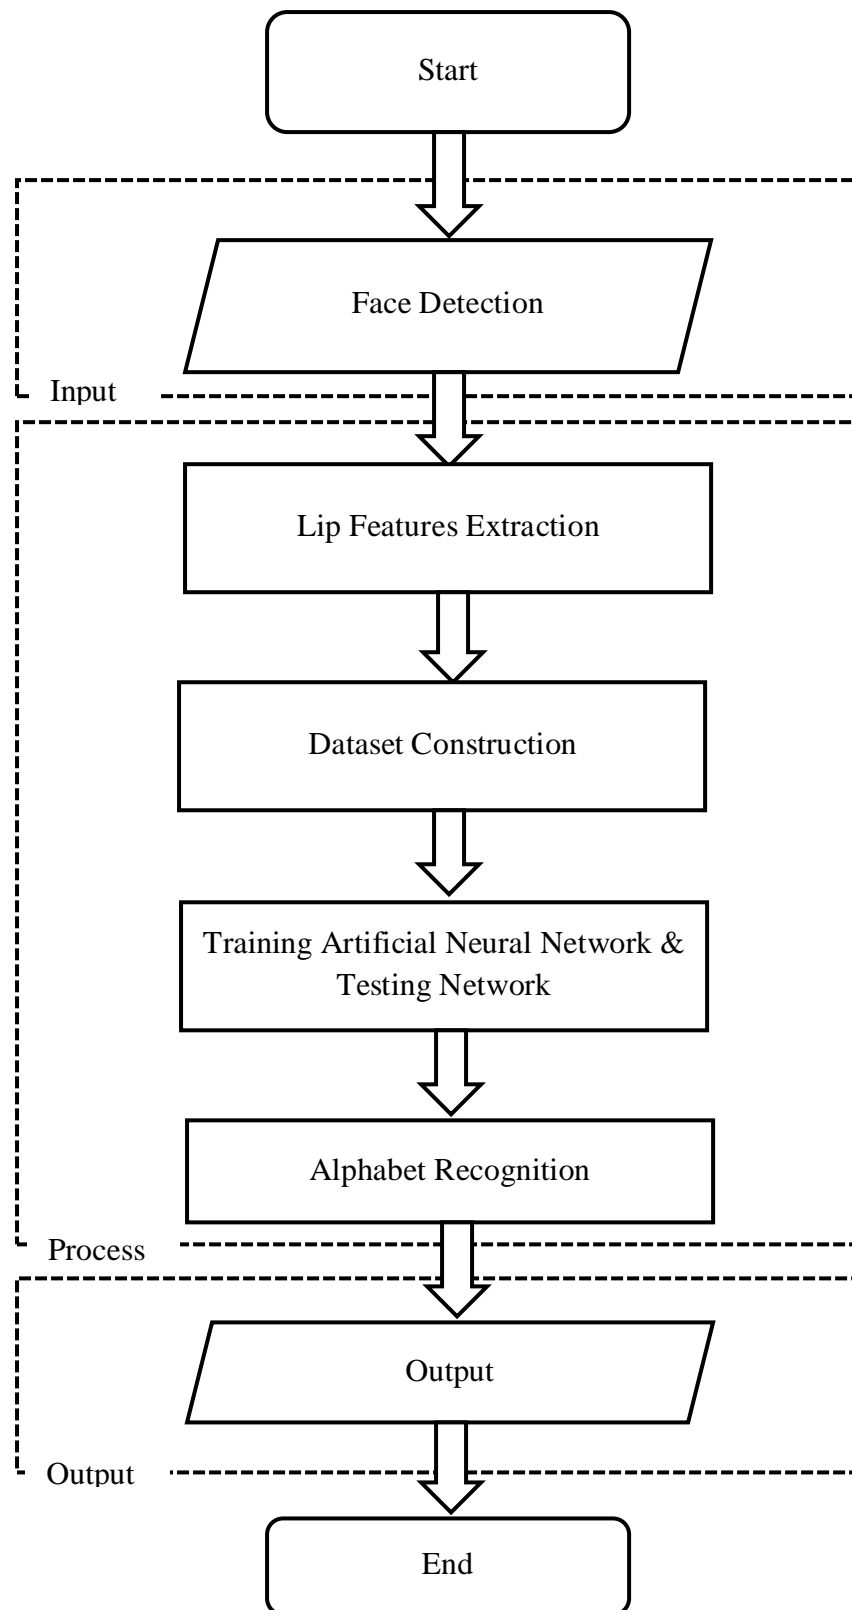 Start
Face Detection
Input
Lip Features Extraction
Dataset Construction
Training Artificial Neural Network &
Testing Network
Alphabet Recognition
Process
Output
Output
End